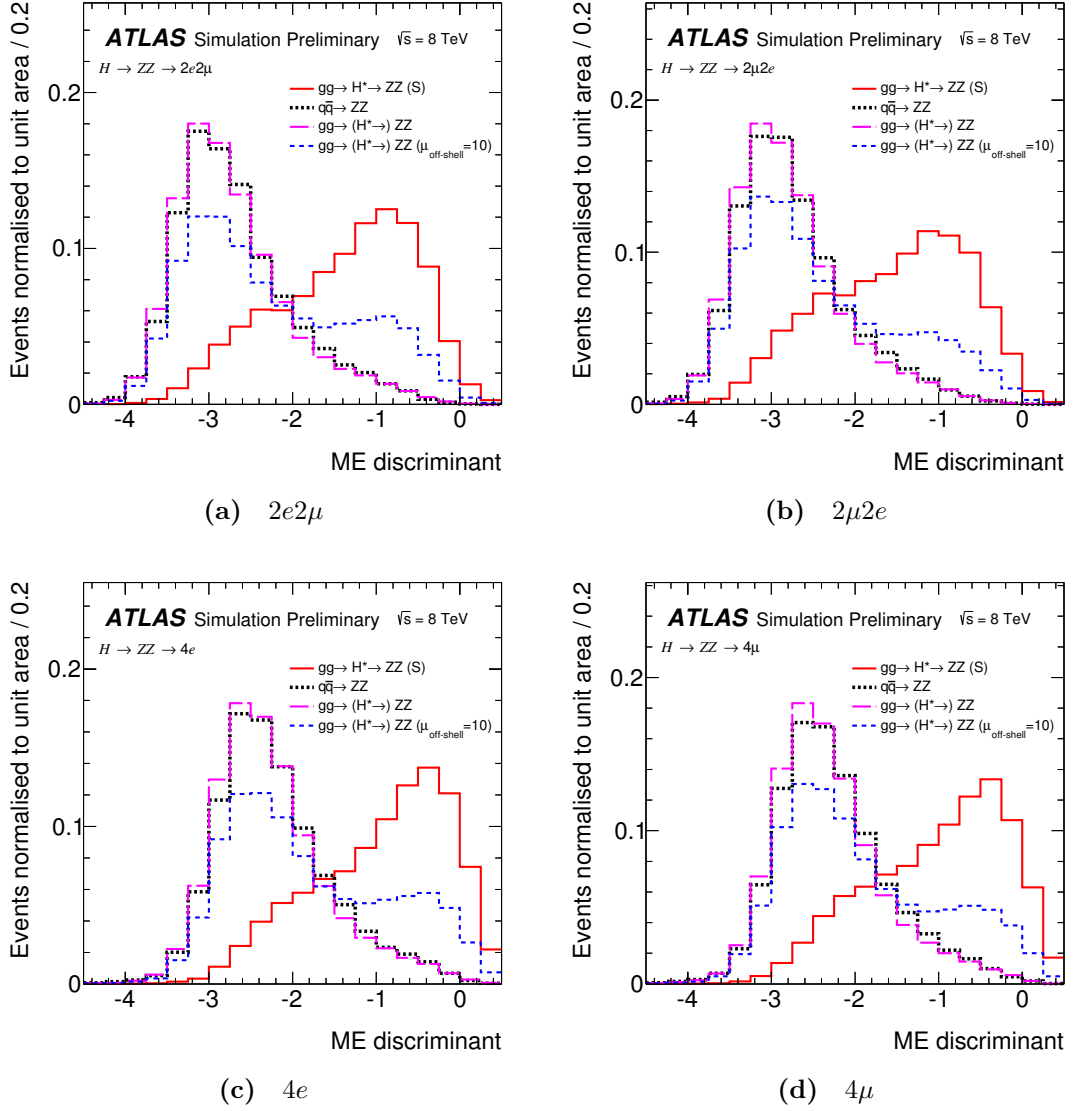 Events normalised to unit area / 0.2
ATLAS Simulation Preliminary √s = 8 TeV
H → ZZ → 2e2μ
gg→ H*→ ZZ (S)
qq̅→ ZZ
gg→ (H*→) ZZ
gg→ (H*→) ZZ (μoff-shell=10)
0.2
0.1
0
-4 -3 -2 -1 0
ME discriminant
(a) 2e2μ
Events normalised to unit area / 0.2
ATLAS Simulation Preliminary √s = 8 TeV
H → ZZ → 2μ2e
gg→ H*→ ZZ (S)
qq̅→ ZZ
gg→ (H*→) ZZ
gg→ (H*→) ZZ (μoff-shell=10)
0.2
0.1
0
-4 -3 -2 -1 0
ME discriminant
(b) 2μ2e
Events normalised to unit area / 0.2
ATLAS Simulation Preliminary √s = 8 TeV
H → ZZ → 4e
gg→ H*→ ZZ (S)
qq̅→ ZZ
gg→ (H*→) ZZ
gg→ (H*→) ZZ (μoff-shell=10)
0.2
0.1
0
-4 -3 -2 -1 0
ME discriminant
(c) 4e
Events normalised to unit area / 0.2
ATLAS Simulation Preliminary √s = 8 TeV
H → ZZ → 4μ
gg→ H*→ ZZ (S)
qq̅→ ZZ
gg→ (H*→) ZZ
gg→ (H*→) ZZ (μoff-shell=10)
0.2
0.1
0
-4 -3 -2 -1 0
ME discriminant
(d) 4μ